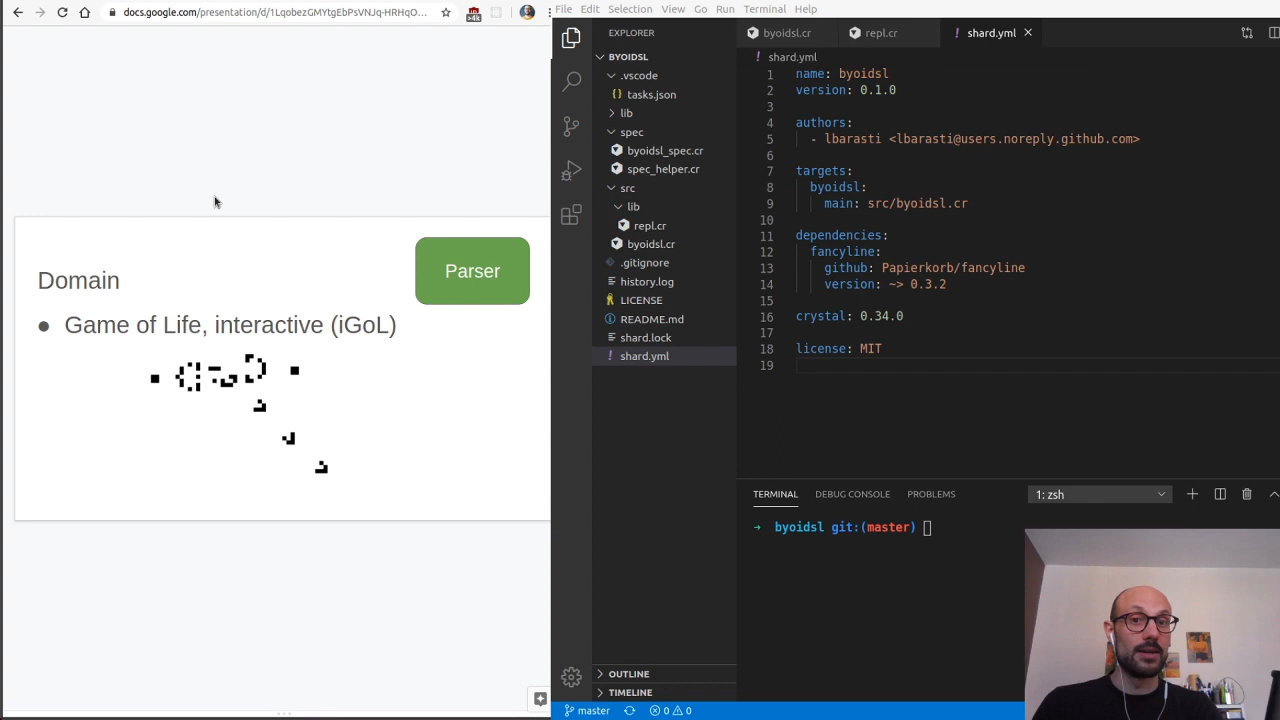 docs.google.com/presentation/d/1LqobezGMYtgEbPsVNJq-HRHqO...
>4k
Domain
Parser
● Game of Life, interactive (iGoL)
File Edit Selection View Go Run Terminal Help
EXPLORER
BYOIDSL
.vscode
{} tasks.json
lib
spec
byoidsl_spec.cr
spec_helper.cr
src
lib
repl.cr
byoidsl.cr
.gitignore
history.log
LICENSE
README.md
shard.lock
! shard.yml
OUTLINE
TIMELINE
byoidsl.cr repl.cr ! shard.yml ×
! shard.yml
1 name: byoidsl
2 version: 0.1.0
3
4 authors:
5 - lbarasti <lbarasti@users.noreply.github.com>
6
7 targets:
8 byoidsl:
9 main: src/byoidsl.cr
10
11 dependencies:
12 fancyline:
13 github: Papierkorb/fancyline
14 version: ~> 0.3.2
15
16 crystal: 0.34.0
17
18 license: MIT
19
TERMINAL DEBUG CONSOLE PROBLEMS 1: zsh
→ byoidsl git:(master)
master 0 0